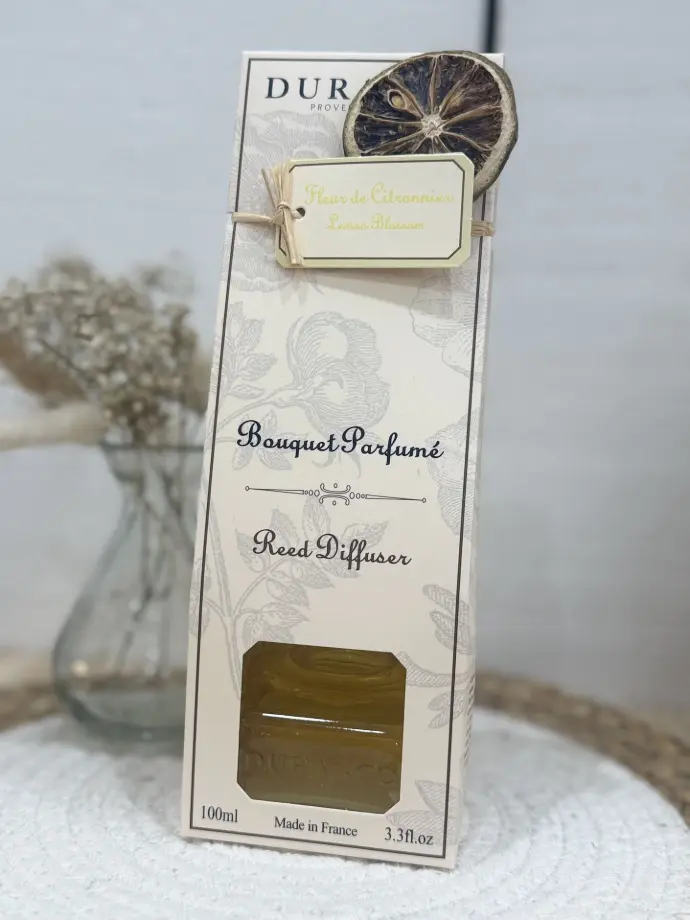 DUR
PROVE
Fleur de Citronnier
Lemon Blossom
Bouquet Parfumé
Reed Diffuser
100ml
Made in France
3.3fl.oz